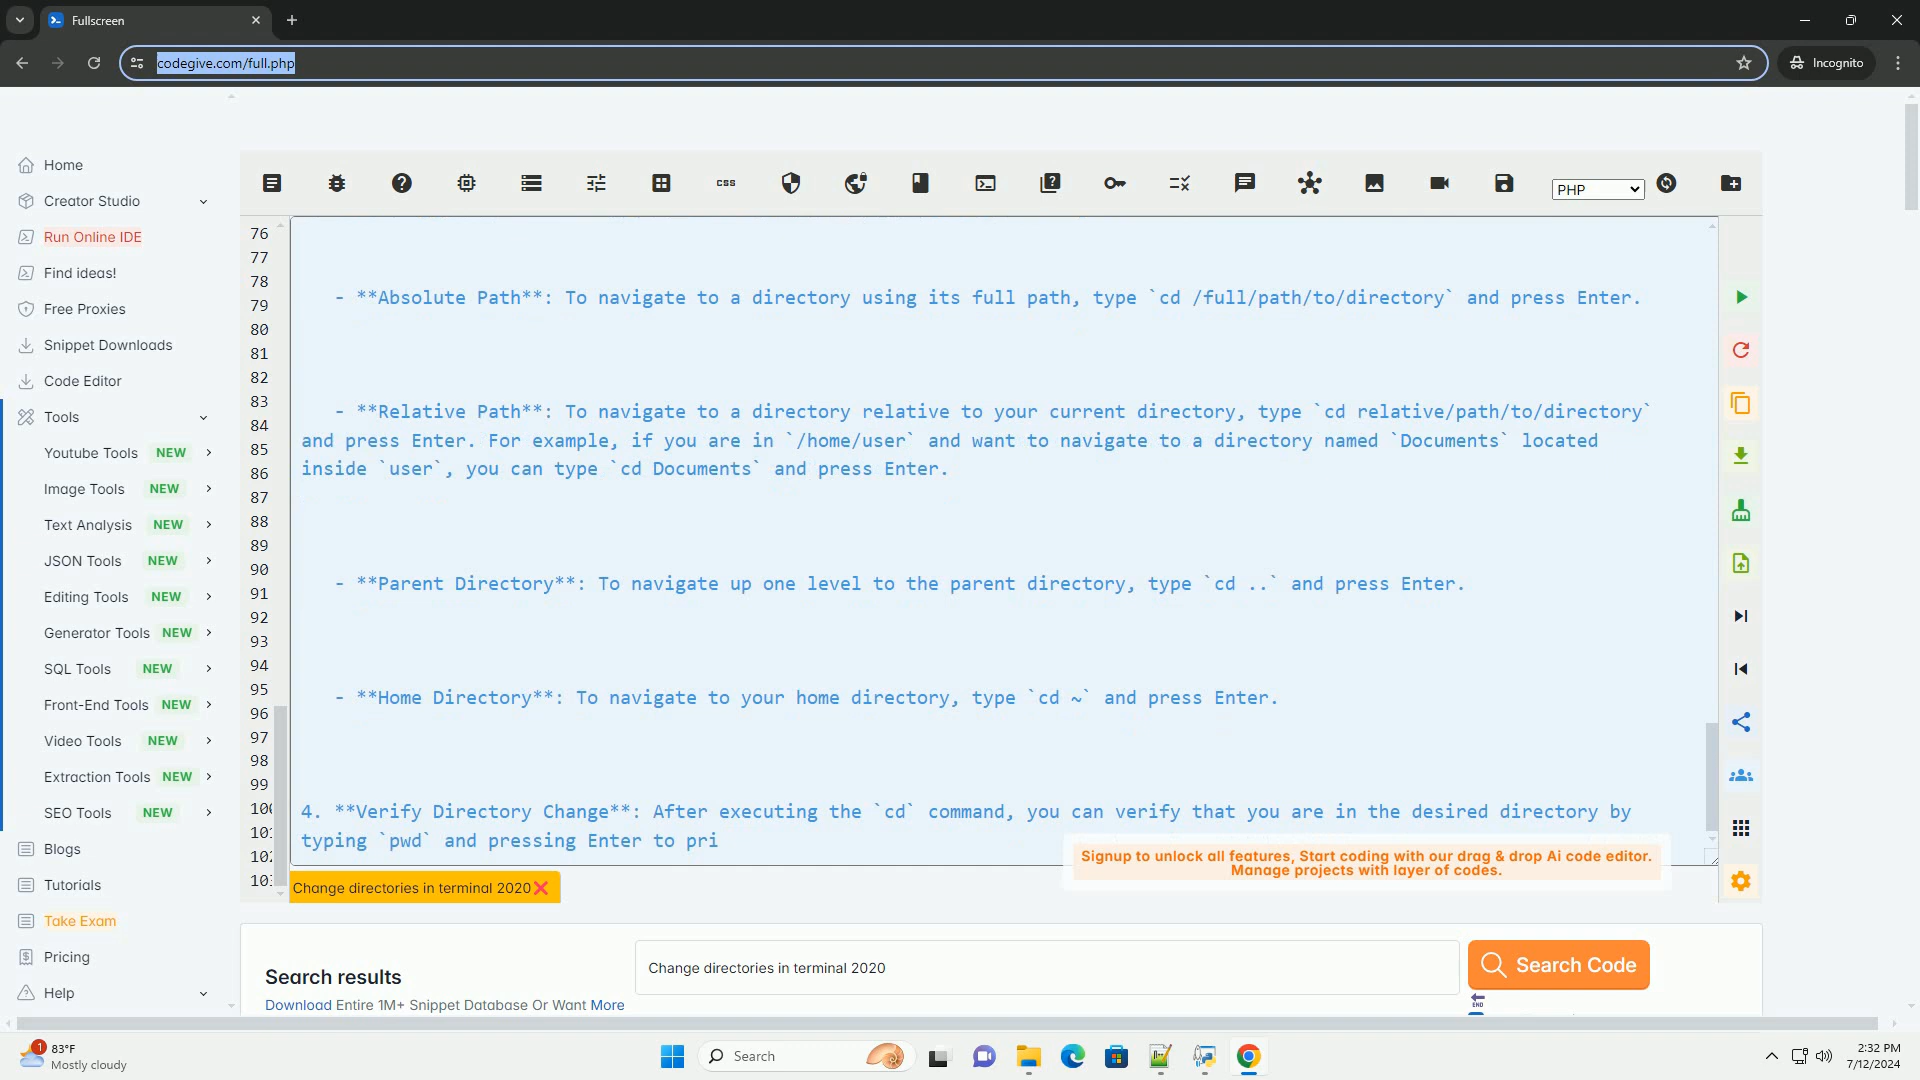 Fullscreen
codegive.com/full.php
Incognito
Home
Creator Studio
Run Online IDE
Find ideas!
Free Proxies
Snippet Downloads
Code Editor
Tools
Youtube Tools NEW
Image Tools NEW
Text Analysis NEW
JSON Tools NEW
Editing Tools NEW
Generator Tools NEW
SQL Tools NEW
Front-End Tools NEW
Video Tools NEW
Extraction Tools NEW
SEO Tools NEW
Blogs
Tutorials
Take Exam
Pricing
Help
css
PHP
76
77
78
79
80
81
82
83
84
85
86
87
88
89
90
91
92
93
94
95
96
97
98
99
- **Absolute Path**: To navigate to a directory using its full path, type `cd /full/path/to/directory` and press Enter.
- **Relative Path**: To navigate to a directory relative to your current directory, type `cd relative/path/to/directory`
and press Enter. For example, if you are in `/home/user` and want to navigate to a directory named `Documents` located
inside `user`, you can type `cd Documents` and press Enter.
- **Parent Directory**: To navigate up one level to the parent directory, type `cd ..` and press Enter.
- **Home Directory**: To navigate to your home directory, type `cd ~` and press Enter.
4. **Verify Directory Change**: After executing the `cd` command, you can verify that you are in the desired directory by
typing `pwd` and pressing Enter to pri
Signup to unlock all features, Start coding with our drag & drop Ai code editor.
Manage projects with layer of codes.
Change directories in terminal 2020
Search results
Download Entire 1M+ Snippet Database Or Want More
Change directories in terminal 2020
Search Code
END
1
83°F
Mostly cloudy
Search
2:32 PM
7/12/2024